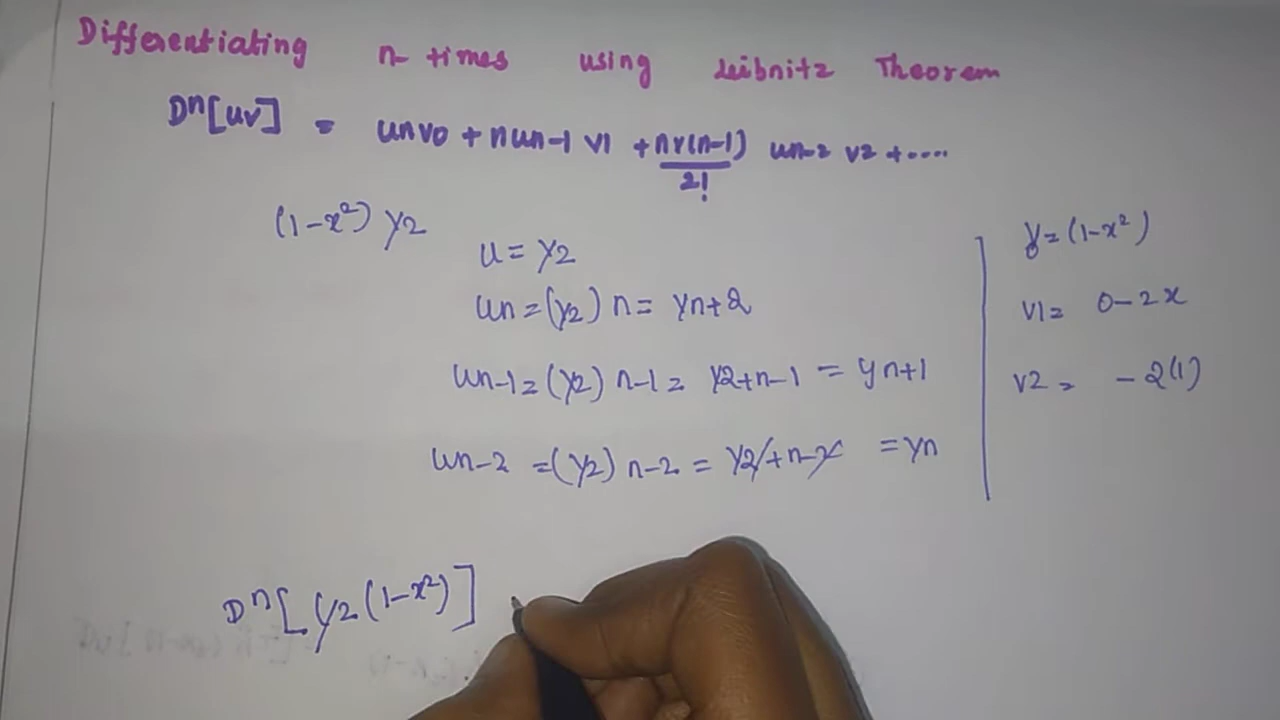 Differentiating n times using Leibnitz Theorem
Dⁿ[uv] = unv0 + nun-1 v1 + n(n-1)/2! un-2 v2 + ....
(1-x²) y2
u = y2
un = (y2) n = yn+2
un-1 = (y2) n-1 = y2+n-1 = yn+1
un-2 = (y2) n-2 = y2+n-2 = yn
v = (1-x²)
v1 = 0-2x
v2 = -2(1)
Dⁿ[y2(1-x²)]